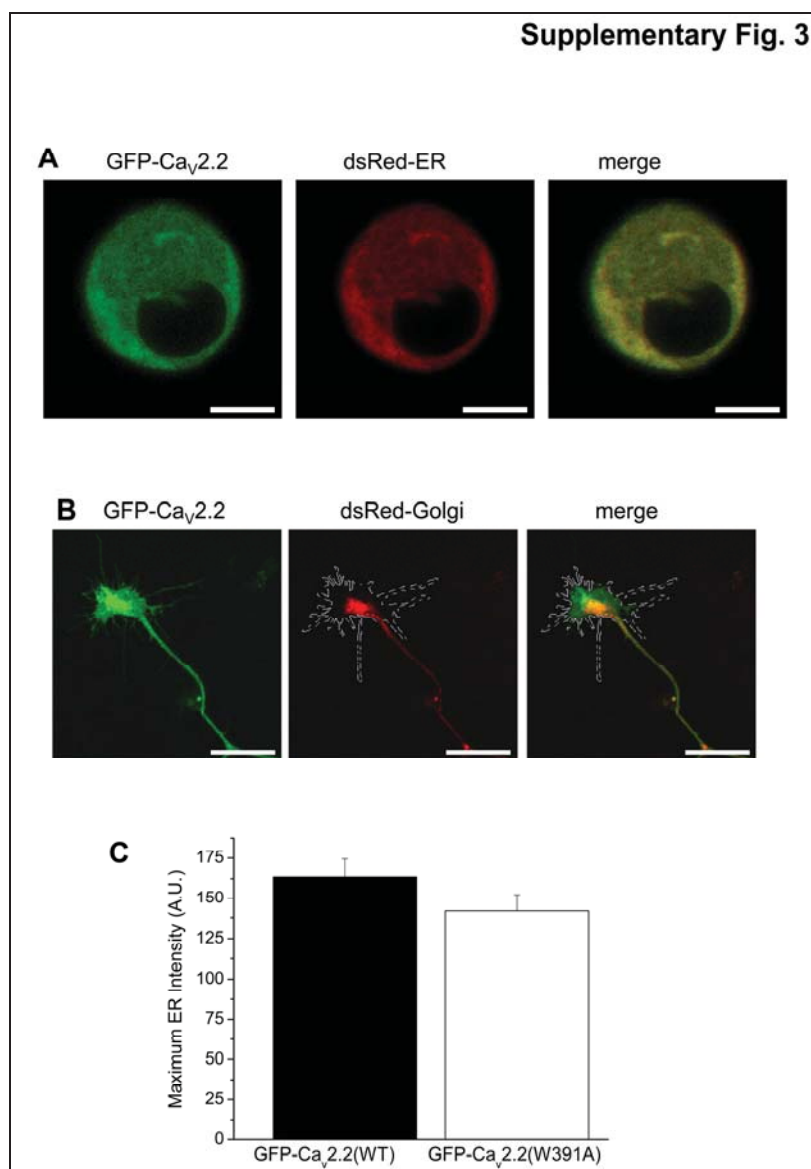 Supplementary Fig. 3
A
GFP-CaV2.2 dsRed-ER merge
B
GFP-CaV2.2 dsRed-Golgi merge
C
Maximum ER Intensity (A.U.)
175
150
125
100
75
50
25
0
GFP-Cav2.2(WT) GFP-Cav2.2(W391A)